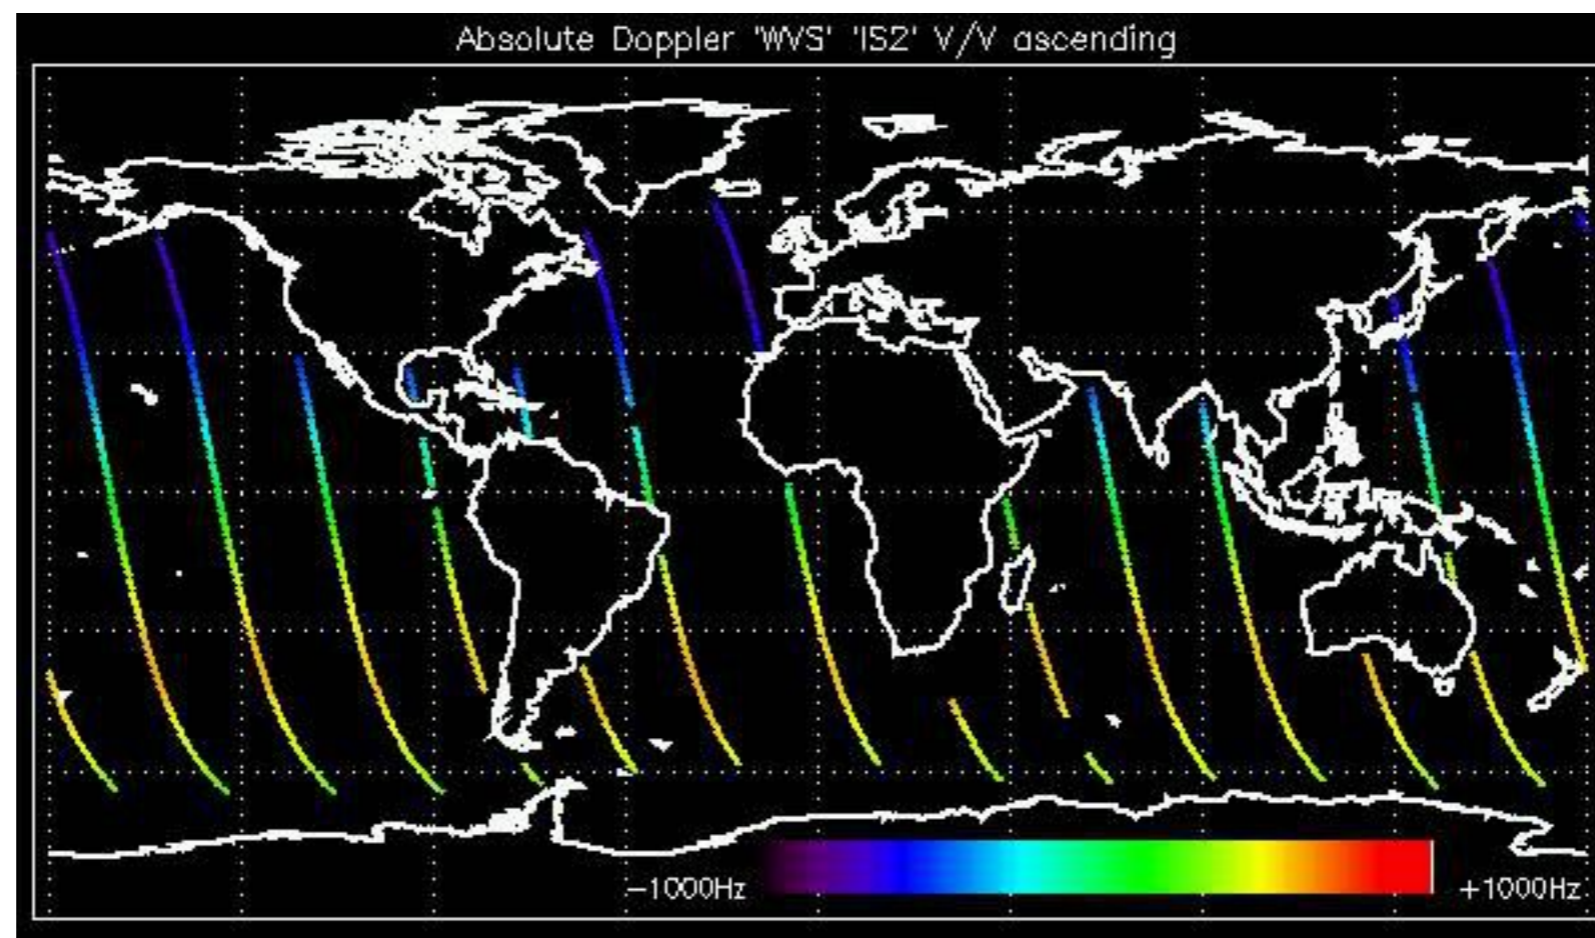 Absolute Doppler 'WVS' 'IS2' V/V ascending
−1000Hz +1000Hz